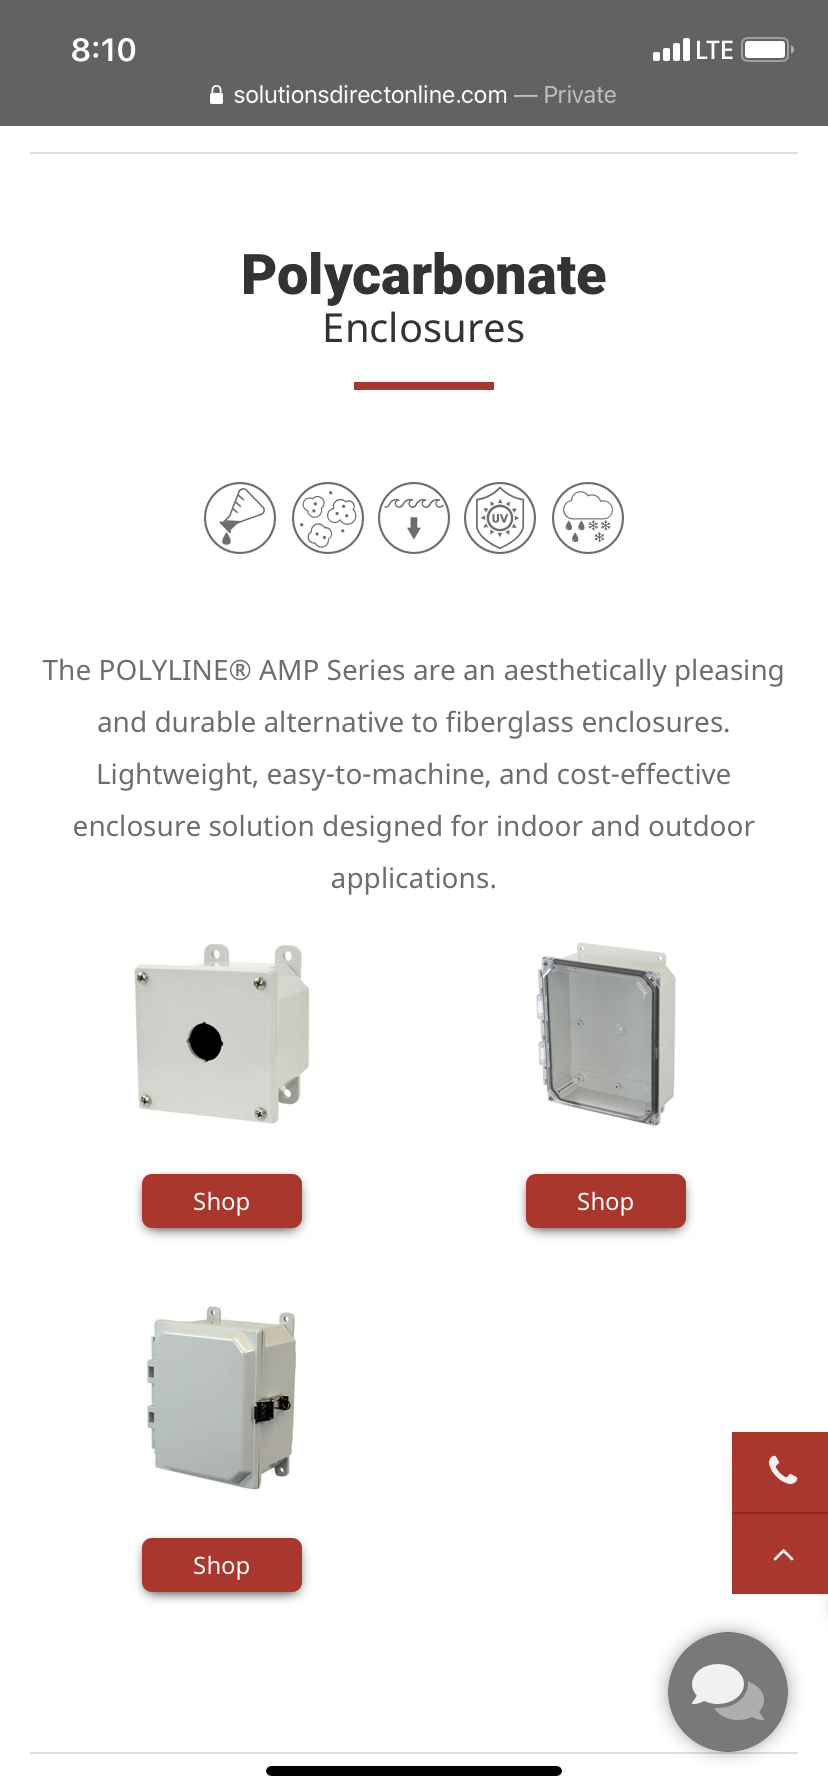 8:10
LTE
solutionsdirectonline.com — Private
Polycarbonate
Enclosures
UV
The POLYLINE® AMP Series are an aesthetically pleasing
and durable alternative to fiberglass enclosures.
Lightweight, easy-to-machine, and cost-effective
enclosure solution designed for indoor and outdoor
applications.
Shop
Shop
Shop